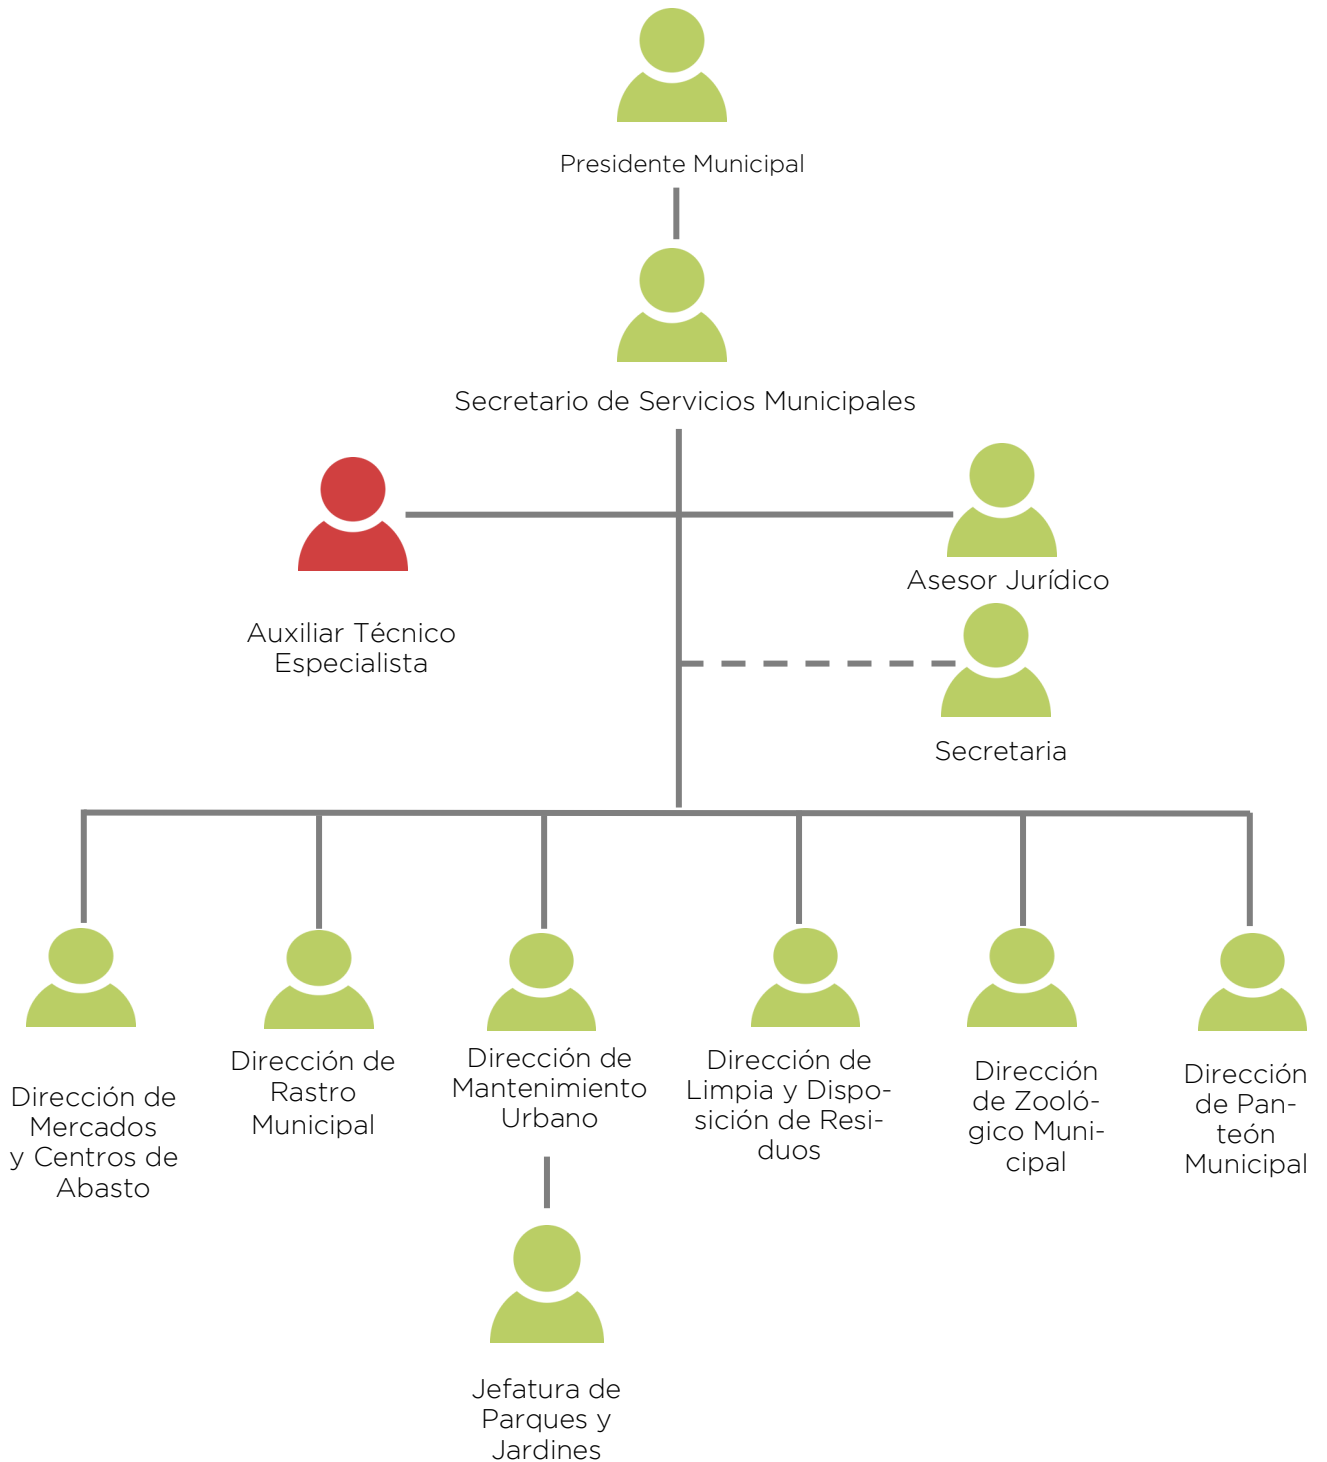 Presidente Municipal
Secretario de Servicios Municipales
Auxiliar Técnico
Especialista
Asesor Jurídico
Secretaria
Dirección de
Mercados
y Centros de
Abasto
Dirección de
Rastro
Municipal
Dirección de
Mantenimiento
Urbano
Dirección de
Limpia y Dispo-
sición de Resi-
duos
Dirección
de Zooló-
gico Muni-
cipal
Dirección
de Pan-
teón
Municipal
Jefatura de
Parques y
Jardines